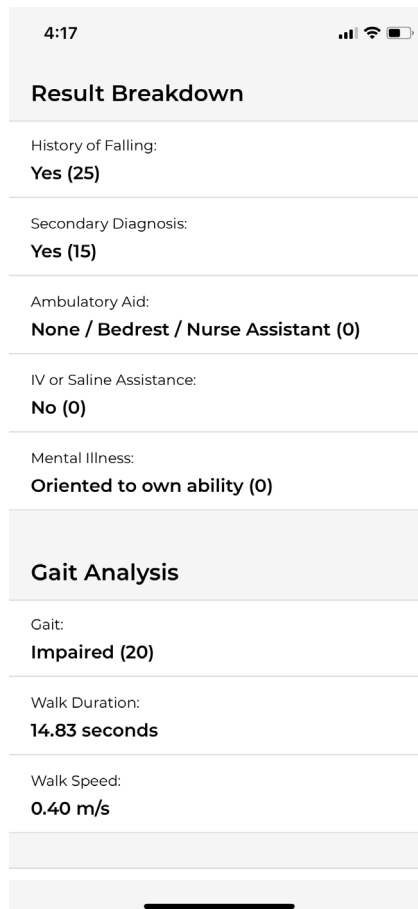 4:17
Result Breakdown
History of Falling:
Yes (25)
Secondary Diagnosis:
Yes (15)
Ambulatory Aid:
None / Bedrest / Nurse Assistant (0)
IV or Saline Assistance:
No (0)
Mental Illness:
Oriented to own ability (0)
Gait Analysis
Gait:
Impaired (20)
Walk Duration:
14.83 seconds
Walk Speed:
0.40 m/s